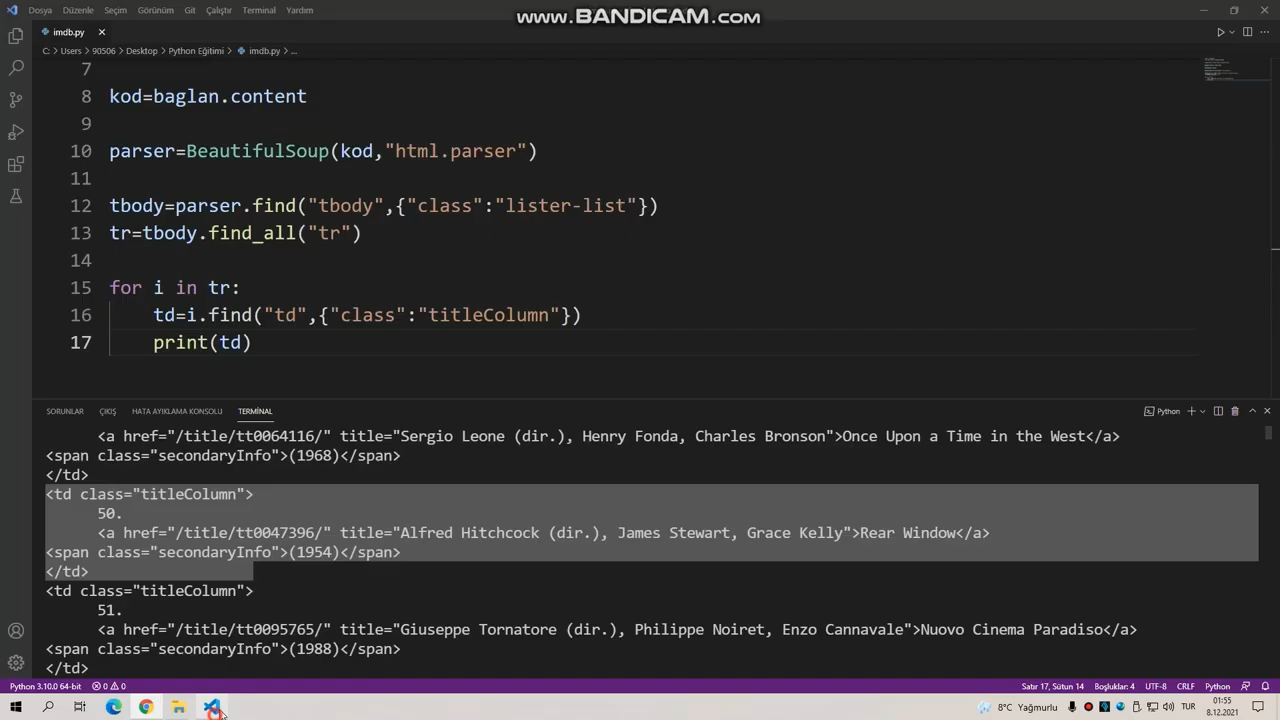 Dosya Düzenle Seçim Görünüm Git Çalıştır Terminal Yardım
www.BANDICAM.com
imdb.py
C: > Users > 90506 > Desktop > Python Eğitimi > imdb.py > ...
7
8 kod=baglan.content
9
10 parser=BeautifulSoup(kod,"html.parser")
11
12 tbody=parser.find("tbody",{"class":"lister-list"})
13 tr=tbody.find_all("tr")
14
15 for i in tr:
16 td=i.find("td",{"class":"titleColumn"})
17 print(td)
SORUNLAR ÇIKIŞ HATA AYIKLAMA KONSOLU TERMİNAL Python
<a href="/title/tt0064116/" title="Sergio Leone (dir.), Henry Fonda, Charles Bronson">Once Upon a Time in the West</a>
<span class="secondaryInfo">(1968)</span>
</td>
<td class="titleColumn">
50.
<a href="/title/tt0047396/" title="Alfred Hitchcock (dir.), James Stewart, Grace Kelly">Rear Window</a>
<span class="secondaryInfo">(1954)</span>
</td>
<td class="titleColumn">
51.
<a href="/title/tt0095765/" title="Giuseppe Tornatore (dir.), Philippe Noiret, Enzo Cannavale">Nuovo Cinema Paradiso</a>
<span class="secondaryInfo">(1988)</span>
</td>
Python 3.10.0 64-bit 0 0 Satır 17, Sütun 14 Boşluklar: 4 UTF-8 CRLF Python
8°C Yağmurlu TUR 01:55
8.12.2021